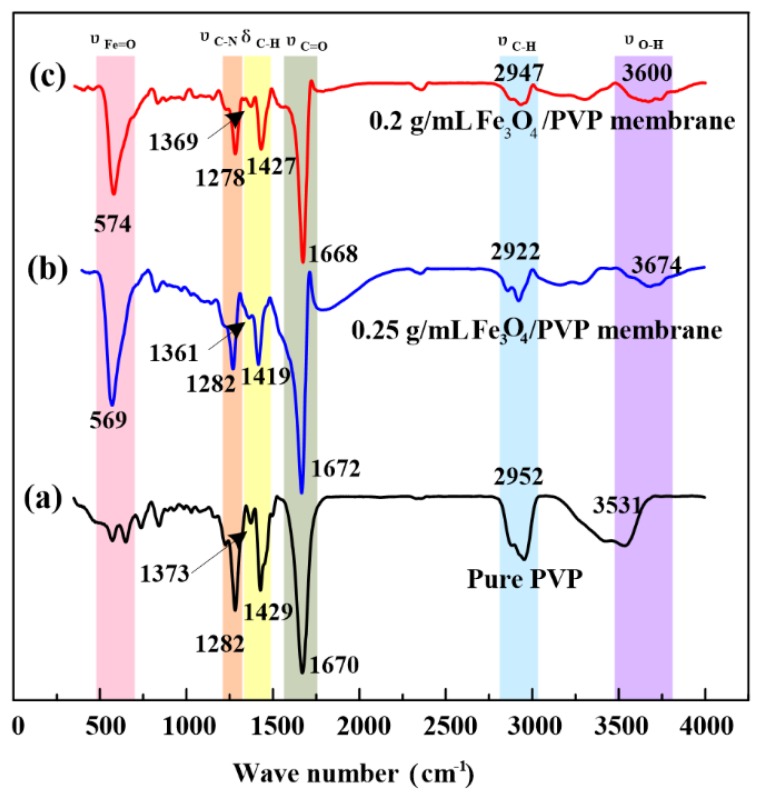 υ Fe=O υ C-N δ C-H υ C=O υ C-H υ O-H
(c) 2947 3600
0.2 g/mL Fe3O4 /PVP membrane
1369
1278 1427
574
1668
(b) 2922 3674
0.25 g/mL Fe3O4/PVP membrane
1361
1282 1419
569
1672
(a) 2952 3531
1373
Pure PVP
1429
1282
1670
0 500 1000 1500 2000 2500 3000 3500 4000
Wave number (cm-1)